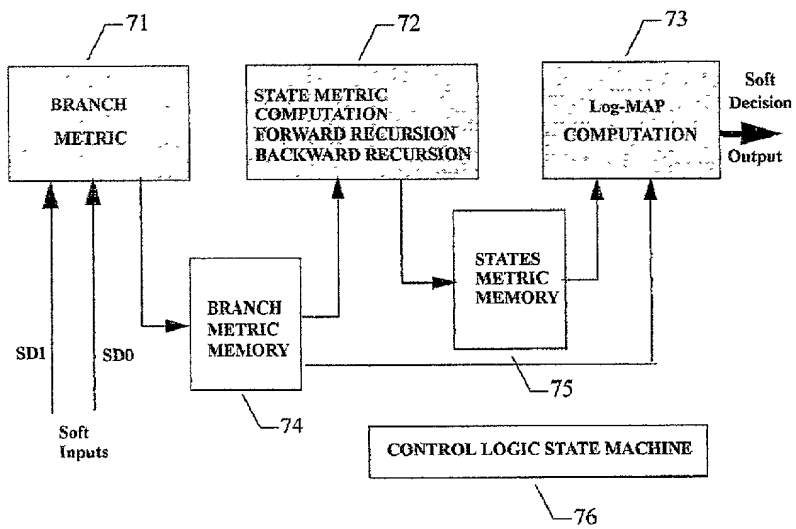 71
72
73
BRANCH
METRIC
STATE METRIC
COMPUTATION
FORWARD RECURSION
BACKWARD RECURSION
Log-MAP
COMPUTATION
Soft
Decision
Output
STATES
METRIC
MEMORY
BRANCH
METRIC
MEMORY
SD1
SD0
75
74
Soft
Inputs
CONTROL LOGIC STATE MACHINE
76